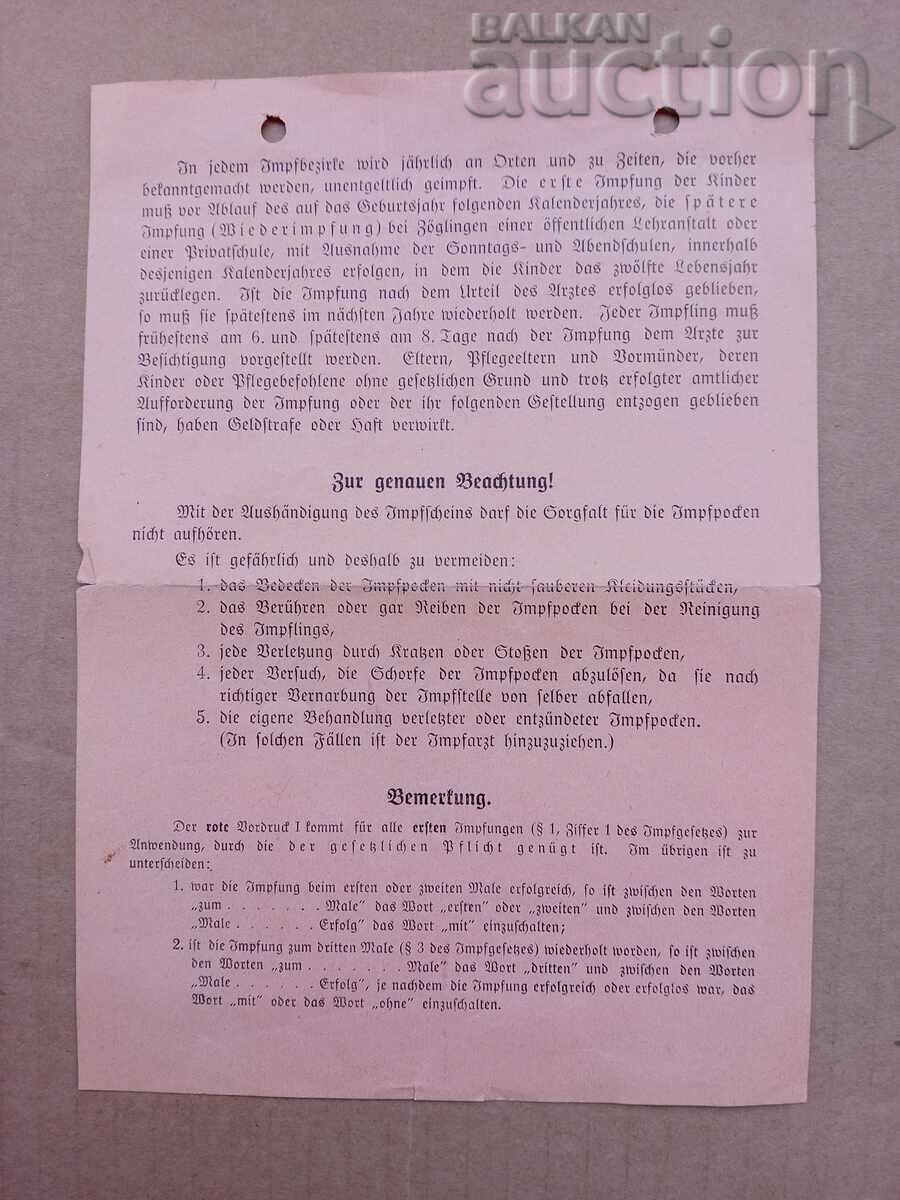 BALKAN
auction
In jedem Impfbezirke wird jährlich an Orten und zu Zeiten, die vorher
bekanntgemacht werden, unentgeltlich geimpft. Die erste Impfung der Kinder
muß vor Ablauf des auf das Geburtsjahr folgenden Kalenderjahres, die spätere
Impfung (Wiederimpfung) bei Zöglingen einer öffentlichen Lehranstalt oder
einer Privatschule, mit Ausnahme der Sonntags- und Abendschulen, innerhalb
desjenigen Kalenderjahres erfolgen, in dem die Kinder das zwölfte Lebensjahr
zurücklegen. Ist die Impfung nach dem Urteil des Arztes erfolglos geblieben,
so muß sie spätestens im nächsten Jahre wiederholt werden. Jeder Impfling muß
frühestens am 6. und spätestens am 8. Tage nach der Impfung dem Arzte zur
Besichtigung vorgestellt werden. Eltern, Pflegeeltern und Vormünder, deren
Kinder oder Pflegebefohlene ohne gesetzlichen Grund und trotz erfolgter amtlicher
Aufforderung der Impfung oder der ihr folgenden Gestellung entzogen geblieben
sind, haben Geldstrafe oder Haft verwirkt.
Zur genauen Beachtung!
Mit der Aushändigung des Impfscheins darf die Sorgfalt für die Impfpocken
nicht aufhören.
Es ist gefährlich und deshalb zu vermeiden:
1. das Bedecken der Impfpocken mit nicht sauberen Kleidungsstücken,
2. das Berühren oder gar Reiben der Impfpocken bei der Reinigung
des Impflings,
3. jede Verletzung durch Kratzen oder Stoßen der Impfpocken,
4. jeder Versuch, die Schorfe der Impfpocken abzulösen, da sie nach
richtiger Vernarbung der Impfstelle von selber abfallen,
5. die eigene Behandlung verletzter oder entzündeter Impfpocken.
(In solchen Fällen ist der Impfarzt hinzuzuziehen.)
Bemerkung.
Der rote Vordruck I kommt für alle ersten Impfungen (§ 1, Ziffer 1 des Impfgesetzes) zur
Anwendung, durch die der gesetzlichen Pflicht genügt ist. Im übrigen ist zu
unterscheiden:
1. war die Impfung beim ersten oder zweiten Male erfolgreich, so ist zwischen den Worten
„zum . . . . . . . Male" das Wort „ersten" oder „zweiten" und zwischen den Worten
„Male . . . . . . Erfolg" das Wort „mit" einzuschalten;
2. ist die Impfung zum dritten Male (§ 3 des Impfgesetzes) wiederholt worden, so ist zwischen
den Worten „zum . . . . . . . Male" das Wort „dritten" und zwischen den Worten
„Male . . . . . . Erfolg", je nachdem die Impfung erfolgreich oder erfolglos war, das
Wort „mit" oder das Wort „ohne" einzuschalten.